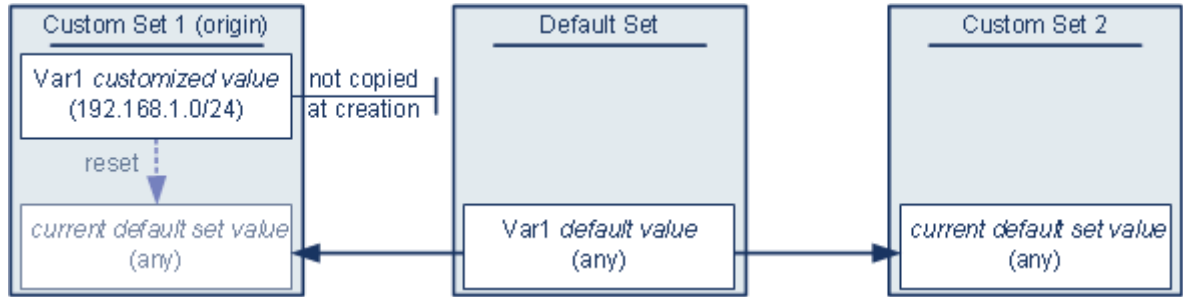 Custom Set 1 (origin)
Var1 customized value
(192.168.1.0/24)
not copied
at creation
reset
current default set value
(any)
Default Set
Var1 default value
(any)
Custom Set 2
current default set value
(any)